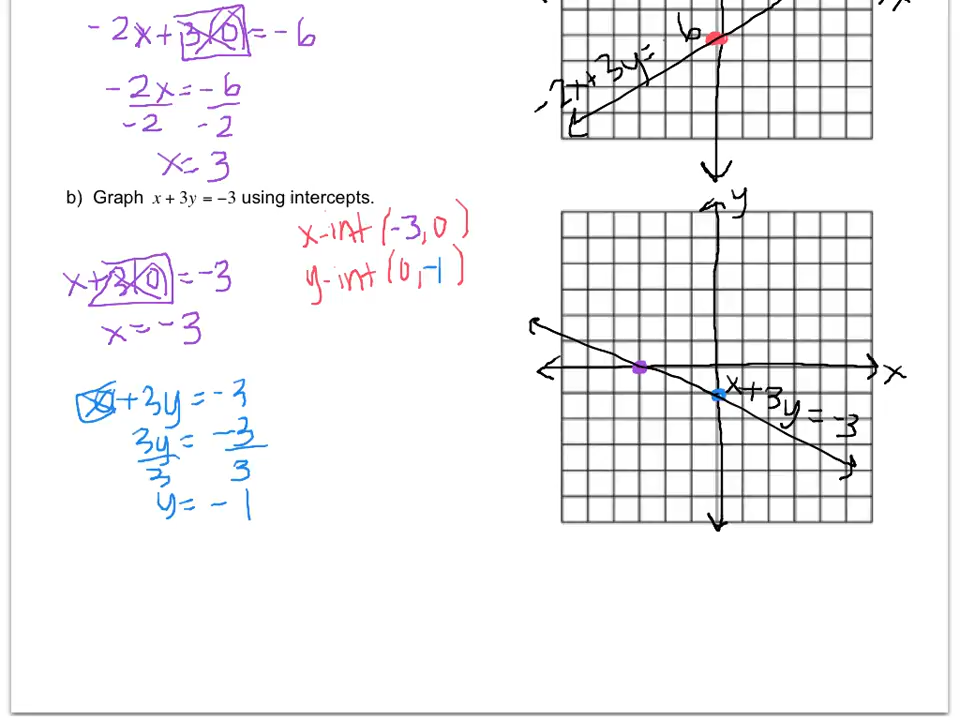 -2x+3(0)=-6
-2x=-6
-2 -2
x=3
-2x+3y=6
x
b) Graph x + 3y = −3 using intercepts.
x-int (-3,0)
y-int (0,-1)
x+3(0)=-3
x=-3
x+3y=-3
3y=-3
3 3
y=-1
y
x
x+3y=-3